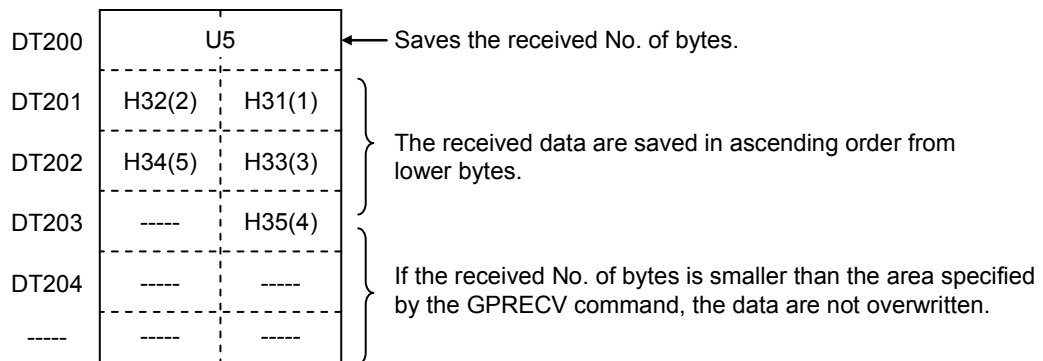 DT200 U5 Saves the received No. of bytes.
DT201 H32(2) H31(1)
The received data are saved in ascending order from
DT202 H34(5) H33(3)
lower bytes.
DT203 ----- H35(4)
DT204 ----- -----
If the received No. of bytes is smaller than the area specified
by the GPRECV command, the data are not overwritten.
----- ----- -----